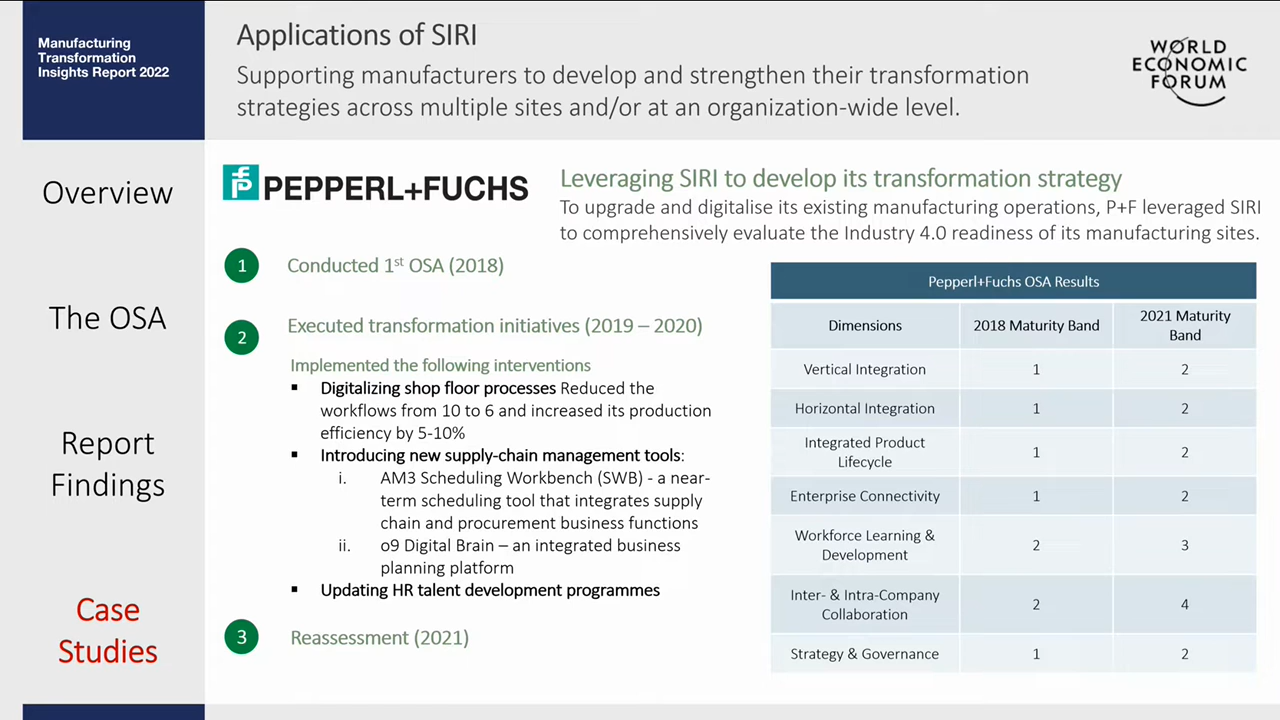 Manufacturing
Transformation
Insights Report 2022
Applications of SIRI
Supporting manufacturers to develop and strengthen their transformation
strategies across multiple sites and/or at an organization-wide level.
WORLD
ECONOMIC
FORUM
Overview
The OSA
Report
Findings
Case
Studies
PEPPERL+FUCHS
Leveraging SIRI to develop its transformation strategy
To upgrade and digitalise its existing manufacturing operations, P+F leveraged SIRI
to comprehensively evaluate the Industry 4.0 readiness of its manufacturing sites.
1 Conducted 1st OSA (2018)
2 Executed transformation initiatives (2019 – 2020)
Implemented the following interventions
▪ Digitalizing shop floor processes Reduced the
workflows from 10 to 6 and increased its production
efficiency by 5-10%
▪ Introducing new supply-chain management tools:
i. AM3 Scheduling Workbench (SWB) - a near-
term scheduling tool that integrates supply
chain and procurement business functions
ii. o9 Digital Brain – an integrated business
planning platform
▪ Updating HR talent development programmes
3 Reassessment (2021)
Pepperl+Fuchs OSA Results
Dimensions 2018 Maturity Band 2021 Maturity
Band
Vertical Integration 1 2
Horizontal Integration 1 2
Integrated Product
Lifecycle 1 2
Enterprise Connectivity 1 2
Workforce Learning &
Development 2 3
Inter- & Intra-Company
Collaboration 2 4
Strategy & Governance 1 2